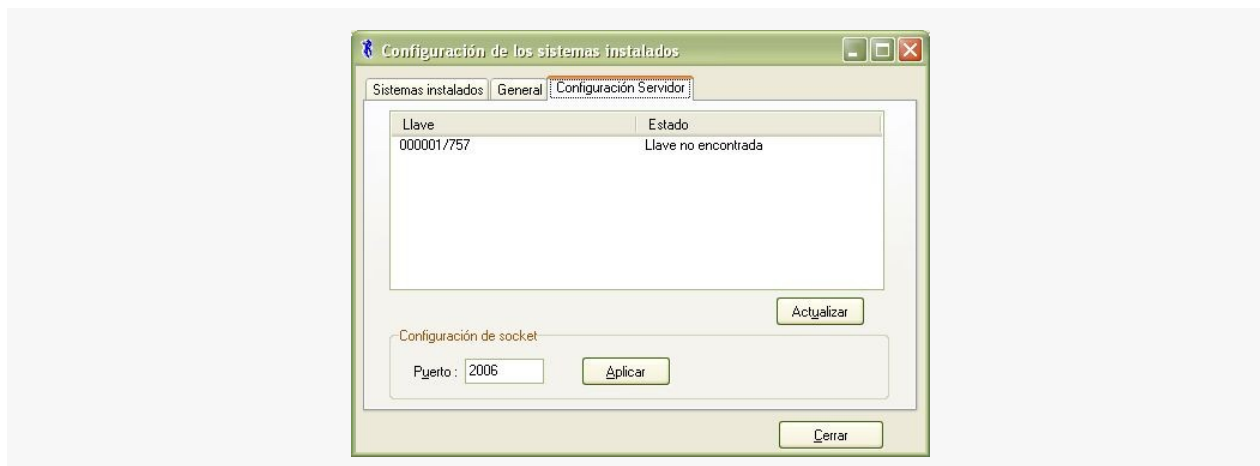 Configuración de los sistemas instalados
Sistemas instalados General Configuración Servidor
Llave Estado
000001/757 Llave no encontrada
Actualizar
Configuración de socket
Puerto : 2006 Aplicar
Cerrar